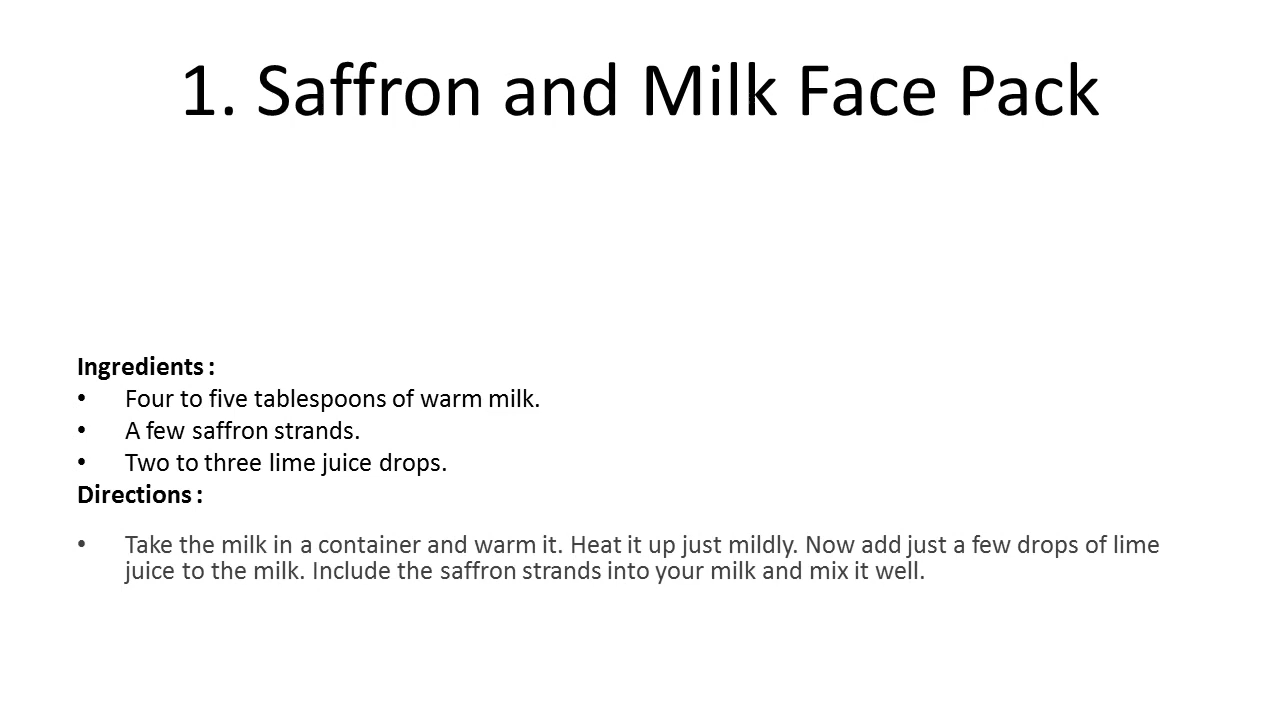 1. Saffron and Milk Face Pack
Ingredients :
• Four to five tablespoons of warm milk.
• A few saffron strands.
• Two to three lime juice drops.
Directions :
• Take the milk in a container and warm it. Heat it up just mildly. Now add just a few drops of lime
juice to the milk. Include the saffron strands into your milk and mix it well.